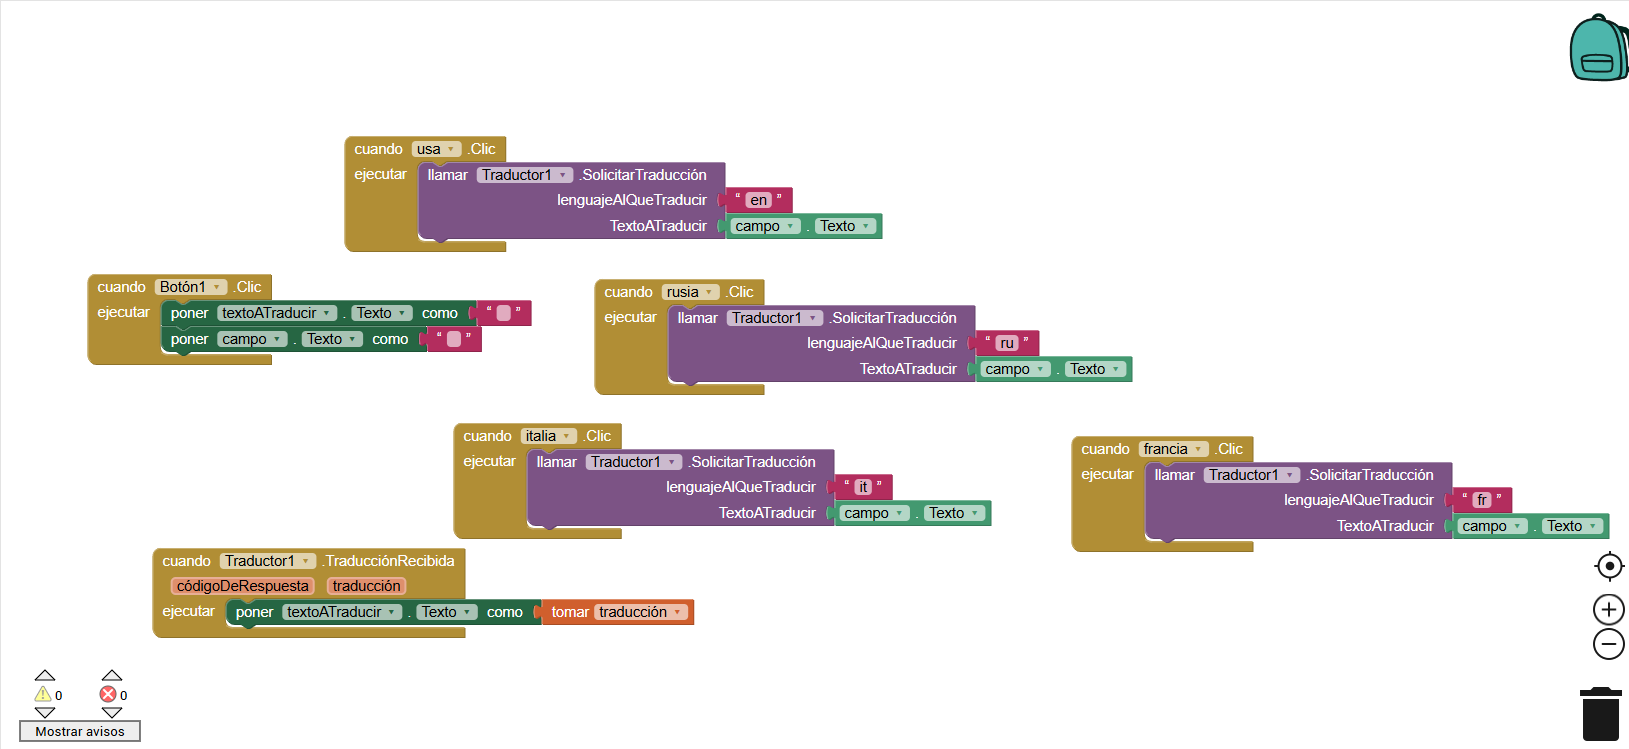 cuando usa .Clic
ejecutar llamar Traductor1 .SolicitarTraducción
lenguajeAlQueTraducir “ en ”
TextoATraducir campo . Texto
cuando Botón1 .Clic
ejecutar poner textoATraducir . Texto como “ ”
poner campo . Texto como “ ”
cuando rusia .Clic
ejecutar llamar Traductor1 .SolicitarTraducción
lenguajeAlQueTraducir “ ru ”
TextoATraducir campo . Texto
cuando italia .Clic
ejecutar llamar Traductor1 .SolicitarTraducción
lenguajeAlQueTraducir “ it ”
TextoATraducir campo . Texto
cuando francia .Clic
ejecutar llamar Traductor1 .SolicitarTraducción
lenguajeAlQueTraducir “ fr ”
TextoATraducir campo . Texto
cuando Traductor1 .TraducciónRecibida
códigoDeRespuesta traducción
ejecutar poner textoATraducir . Texto como tomar traducción
0 0
Mostrar avisos